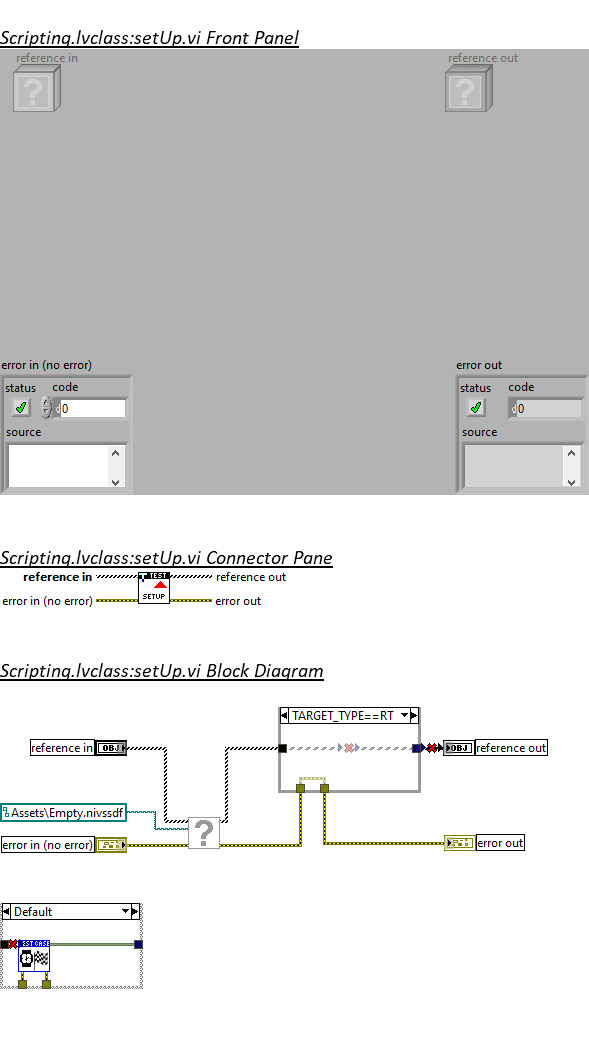 Scripting.lvclass:setUp.vi Front Panel
reference in
reference out
?
?
error in (no error)
error out
status code
status code
d 0
d 0
source
source
Scripting.lvclass:setUp.vi Connector Pane
reference in TEST reference out
error in (no error) SETUP error out
Scripting.lvclass:setUp.vi Block Diagram
TARGET_TYPE==RT
reference in OBJ
OBJ reference out
Assets\Empty.nivssdf
?
error in (no error)
error out
Default